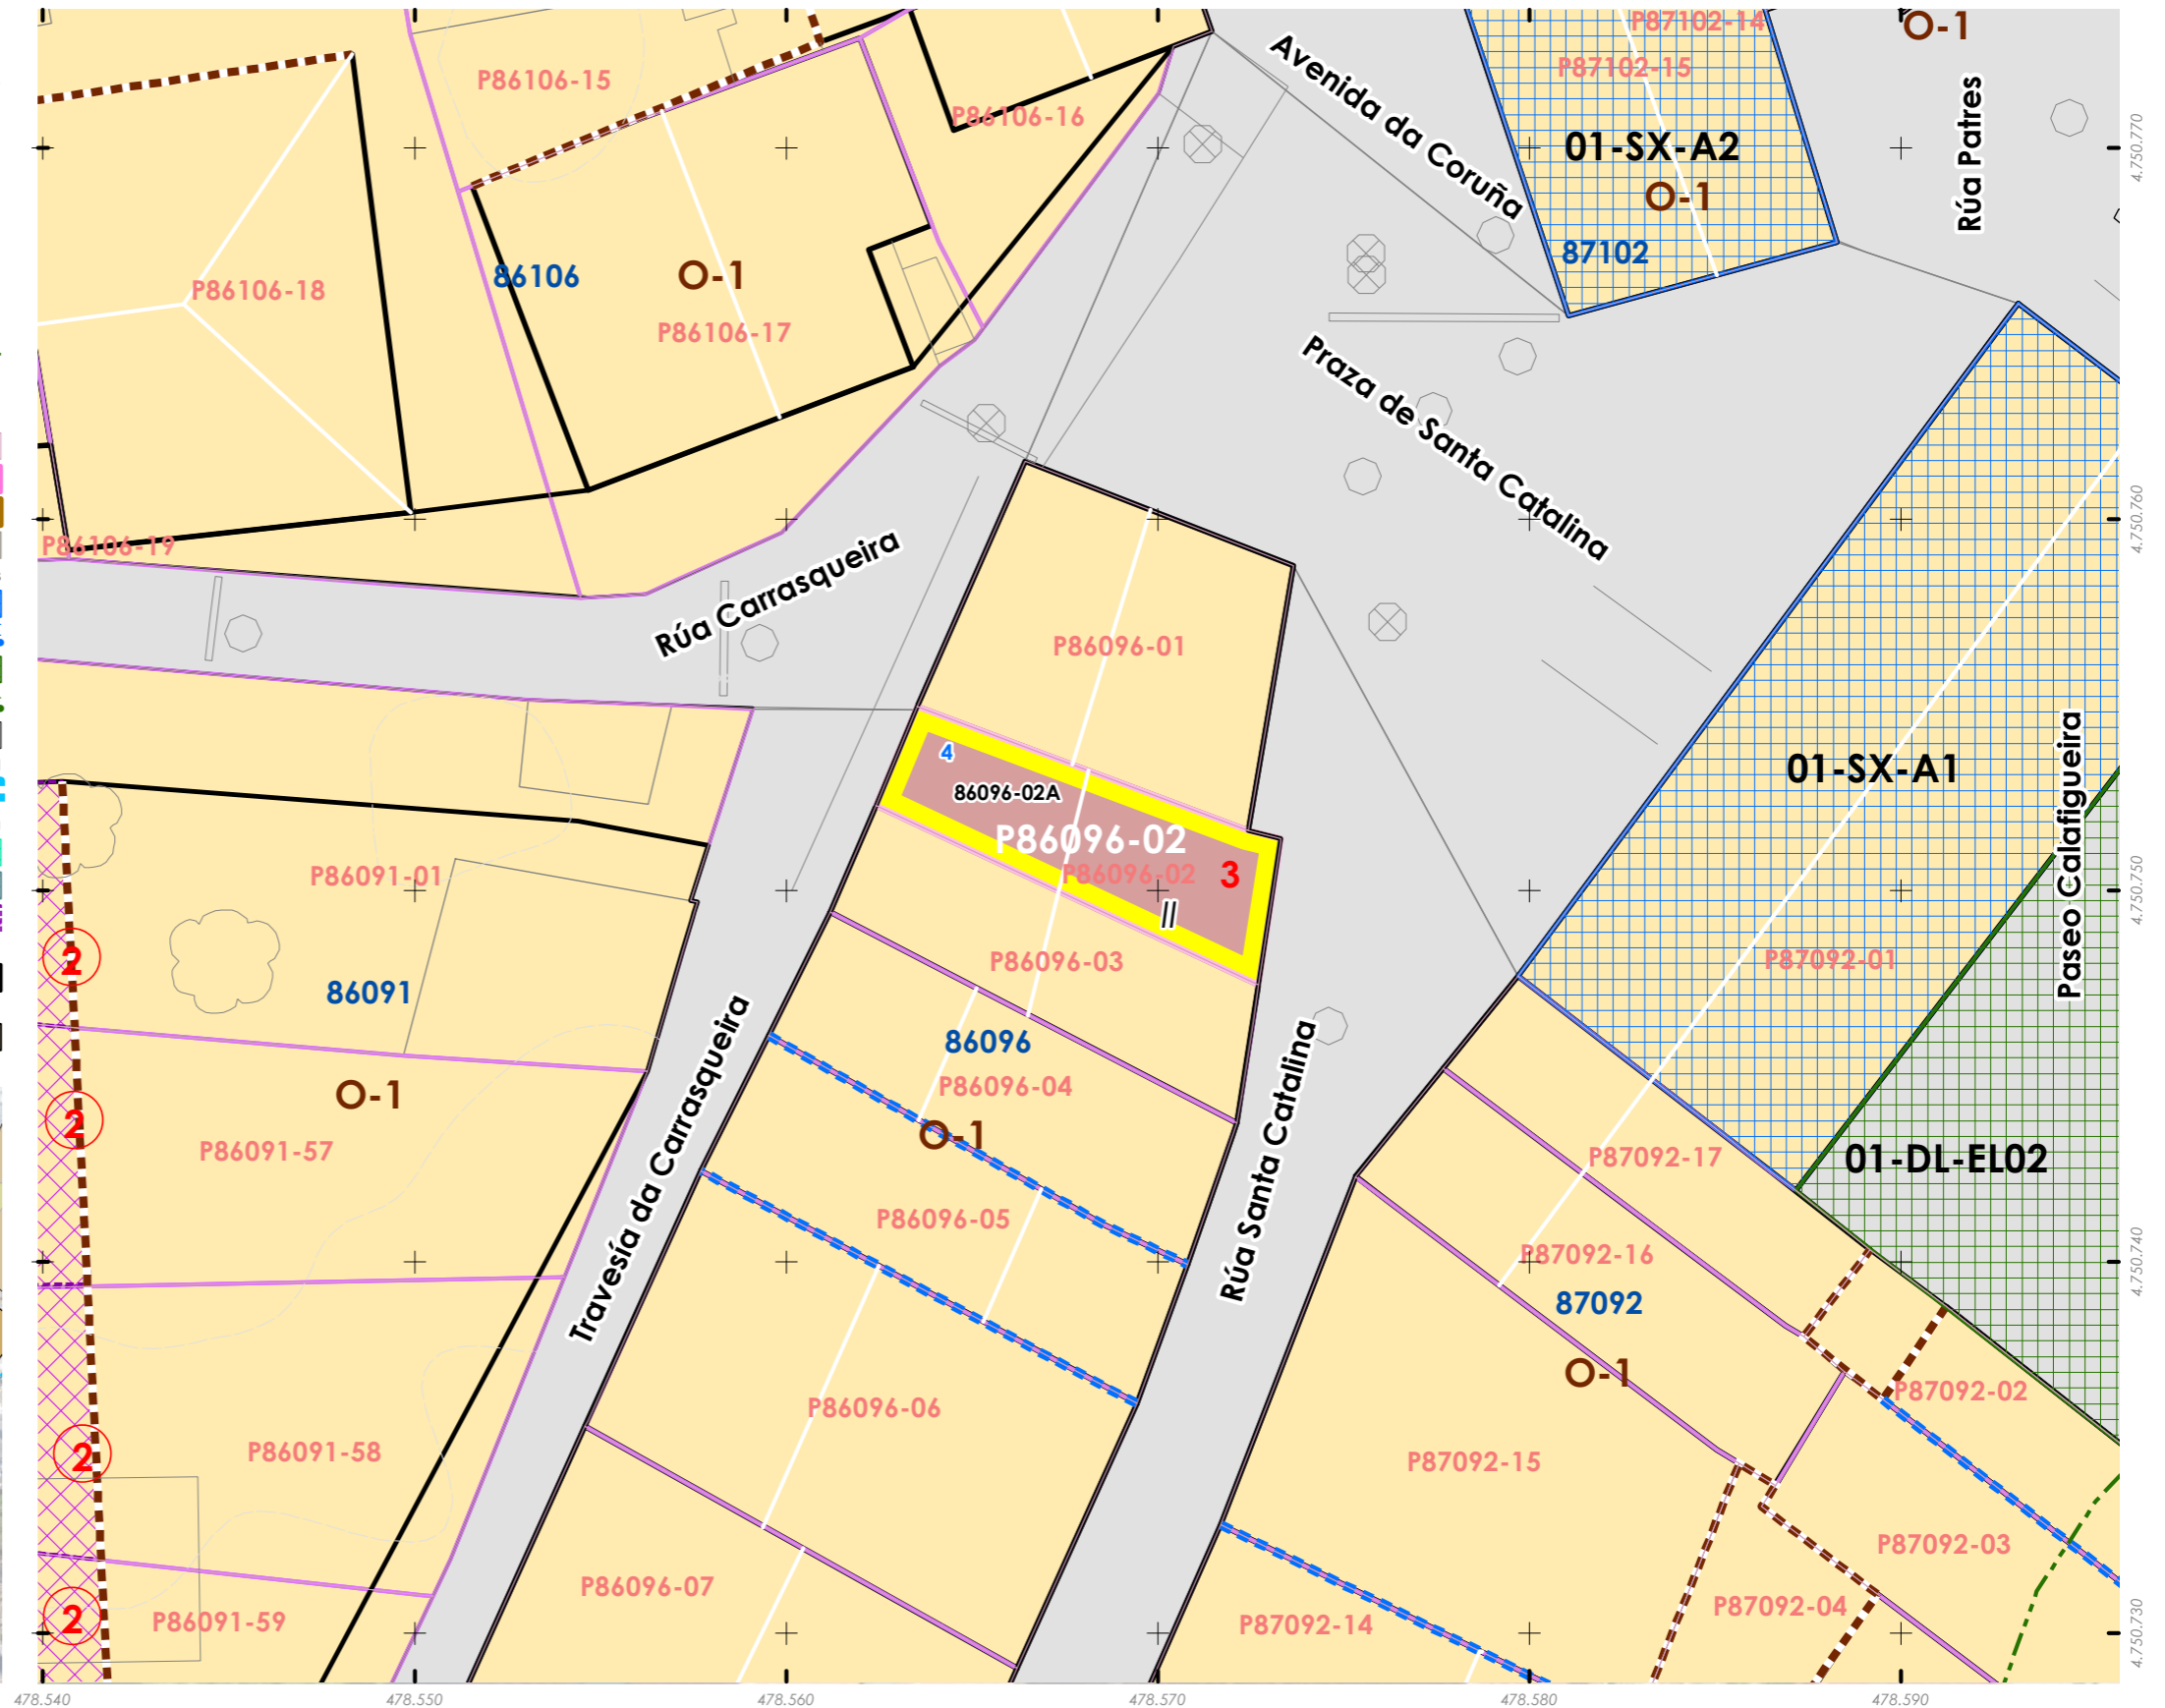 P87102-14
O-1
P86106-15
Avenida da Coruña
P87102-15
P86106-16
Rúa Patres
4.750.770
01-SX-A2
O-1
87102
86106
O-1
P86106-18
P86106-17
Praza de Santa Catalina
4.750.760
P86106-19
Rúa Carrasqueira
P86096-01
4
86096-02A
P86096-02
P86096-02
3
II
01-SX-A1
Paseo Calafigueira
4.750.750
P86091-01
2
86091
P86096-03
P87092-01
86096
P86096-04
O-1
2
O-1
P86091-57
Travesía da Carrasqueira
Rúa Santa Catalina
P87092-17
01-DL-EL02
P86096-05
P87092-16
4.750.740
87092
O-1
P87092-02
P86096-06
2
P86091-58
P87092-15
P87092-03
P86096-07
2
P86091-59
P87092-14
P87092-04
4.750.730
478.540
478.550
478.560
478.570
478.580
478.590